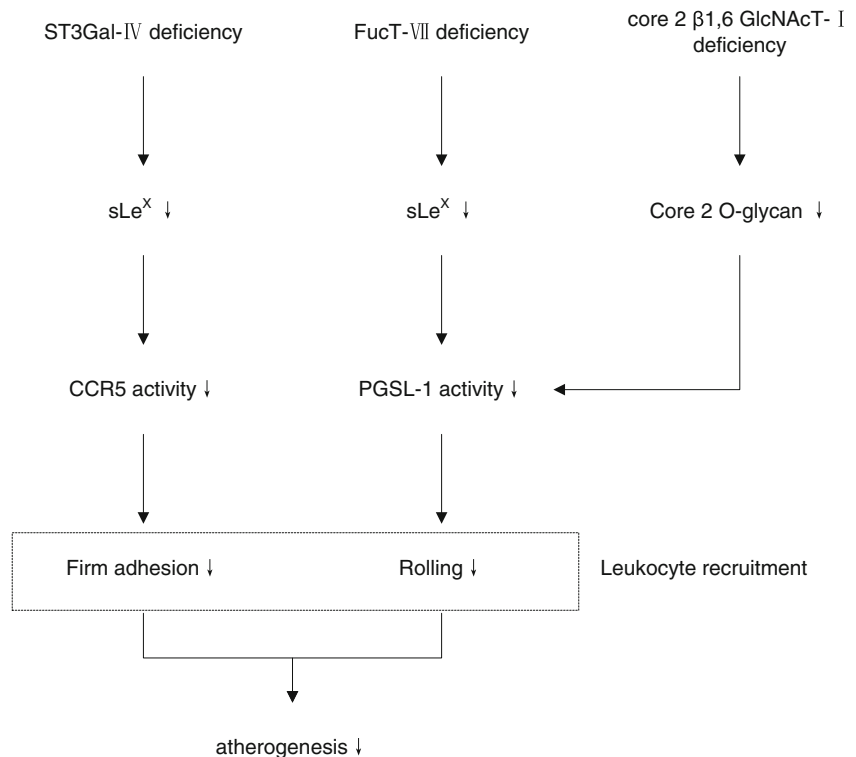 ST3Gal-Ⅳ deficiency
FucT-Ⅶ deficiency
core 2 β1,6 GlcNAcT-Ⅰ
deficiency
sLeX ↓
sLeX ↓
Core 2 O-glycan ↓
CCR5 activity ↓
PGSL-1 activity ↓
Firm adhesion ↓
Rolling ↓
Leukocyte recruitment
atherogenesis ↓